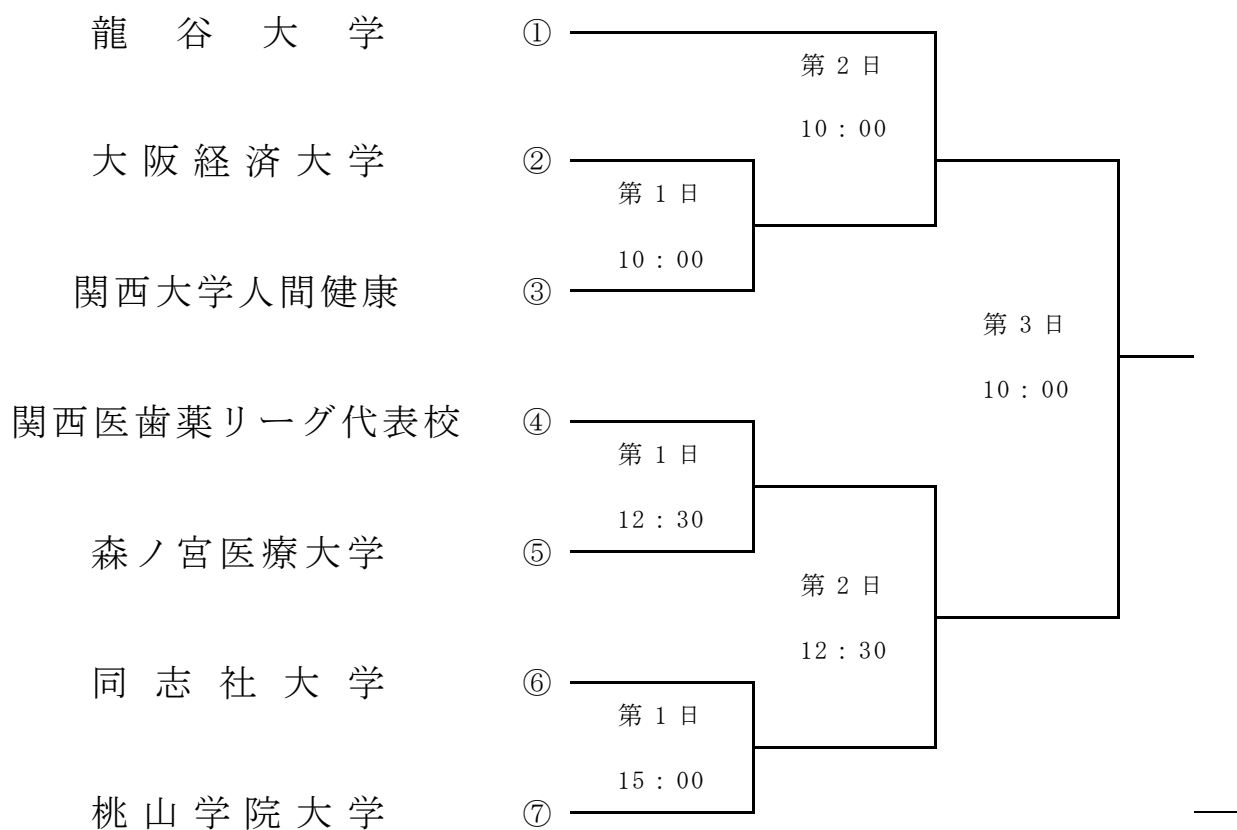 龍谷大学 ①
第2日
10：00
大阪経済大学 ②
第1日
10：00
関西大学人間健康 ③
第3日
10：00
関西医歯薬リーグ代表校 ④
第1日
12：30
森ノ宮医療大学 ⑤
第2日
12：30
同志社大学 ⑥
第1日
15：00
桃山学院大学 ⑦